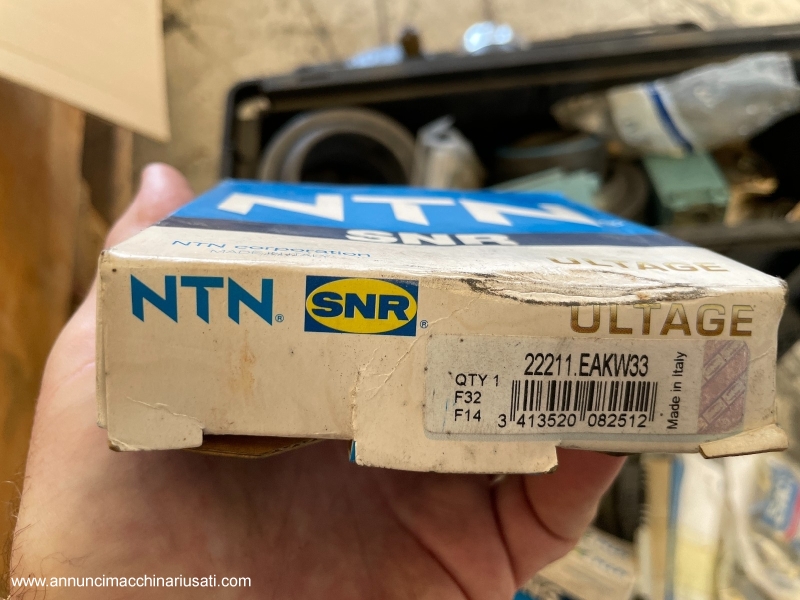 NTN
SNR
NTN corporation
ULTAGE
NTN® SNR®
ULTAGE
22211.EAKW33
QTY 1
F32
F14
3 413520 082512
Made in Italy
www.annuncimacchinariusati.com